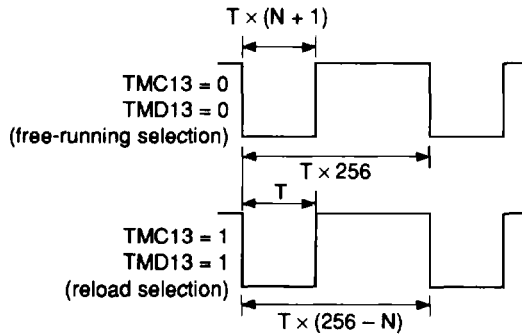 T × (N + 1)
TMC13 = 0
TMD13 = 0
(free-running selection)
T × 256
T
TMC13 = 1
TMD13 = 1
(reload selection)
T × (256 – N)